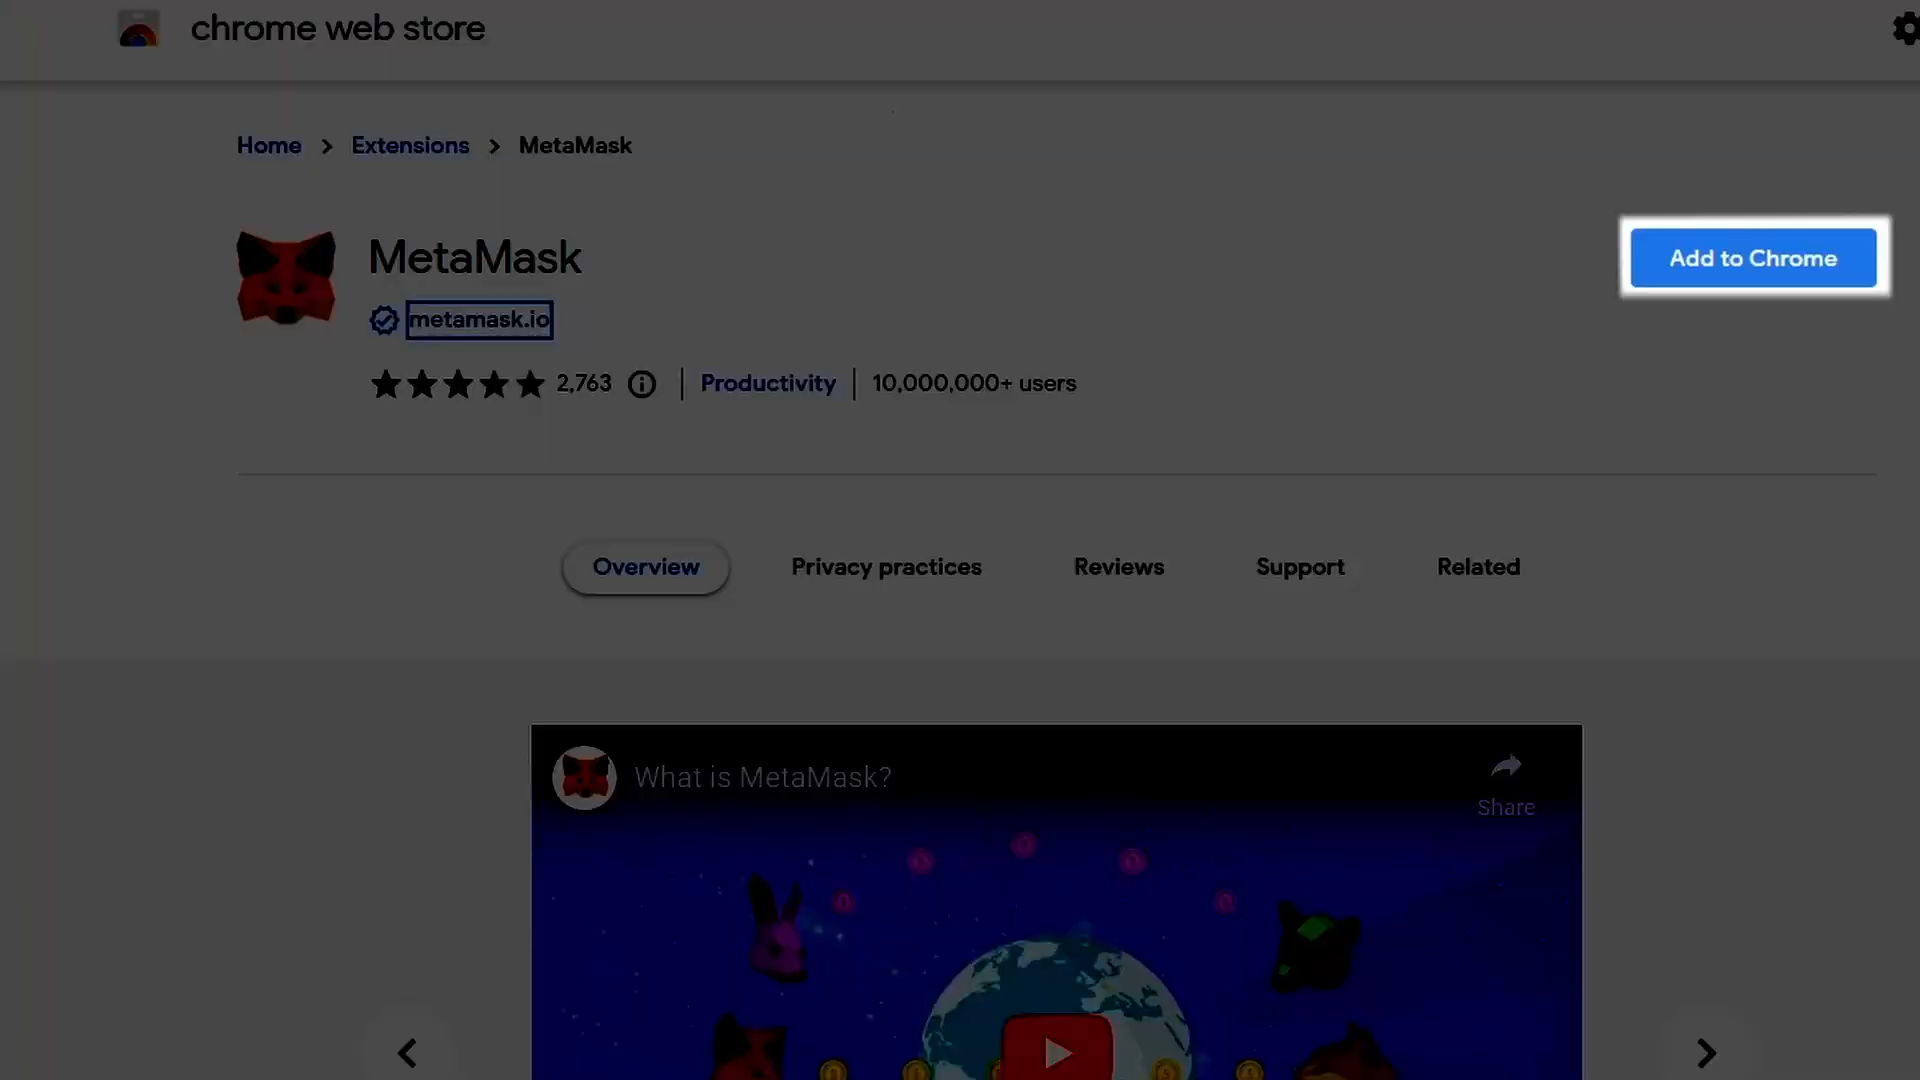 chrome web store
Home > Extensions > MetaMask
MetaMask
metamask.io
Add to Chrome
2,763 | Productivity | 10,000,000+ users
Overview Privacy practices Reviews Support Related
What is MetaMask?
Share